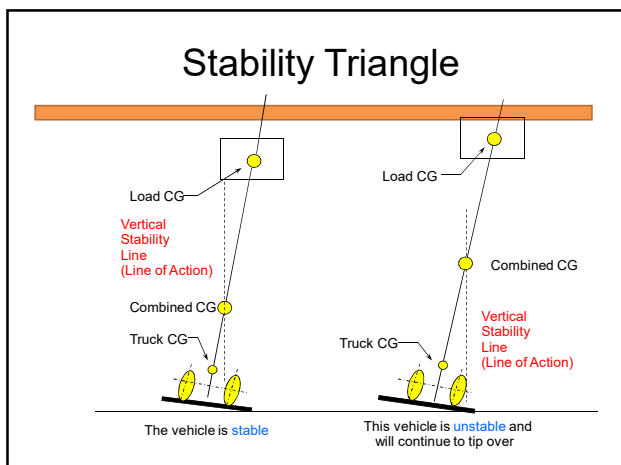 Stability Triangle
Load CG
Vertical
Stability
Line
(Line of Action)
Combined CG
Truck CG
The vehicle is stable
Load CG
Combined CG
Vertical
Stability
Line
(Line of Action)
Truck CG
This vehicle is unstable and
will continue to tip over